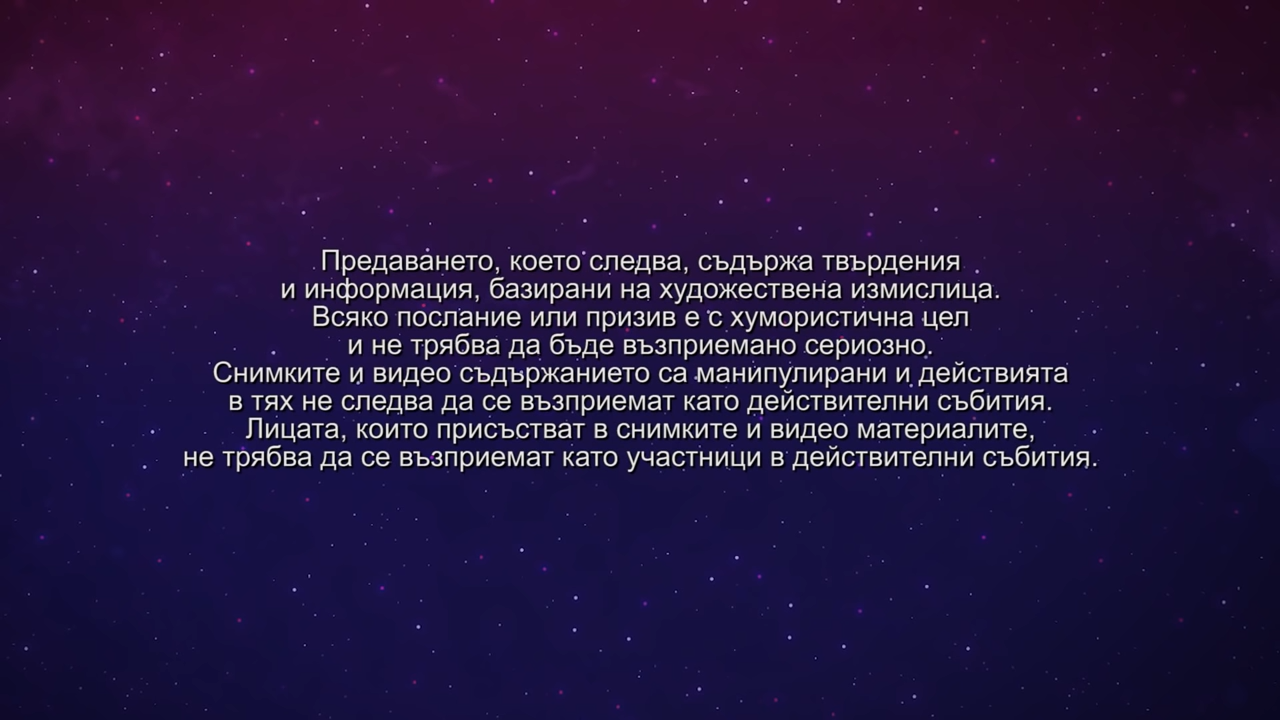 Предаването, което следва, съдържа твърдения
и информация, базирани на художествена измислица.
Всяко послание или призив е с хумористична цел
и не трябва да бъде възприемано сериозно.
Снимките и видео съдържанието са манипулирани и действията
в тях не следва да се възприемат като действителни събития.
Лицата, които присъстват в снимките и видео материалите,
не трябва да се възприемат като участници в действителни събития.